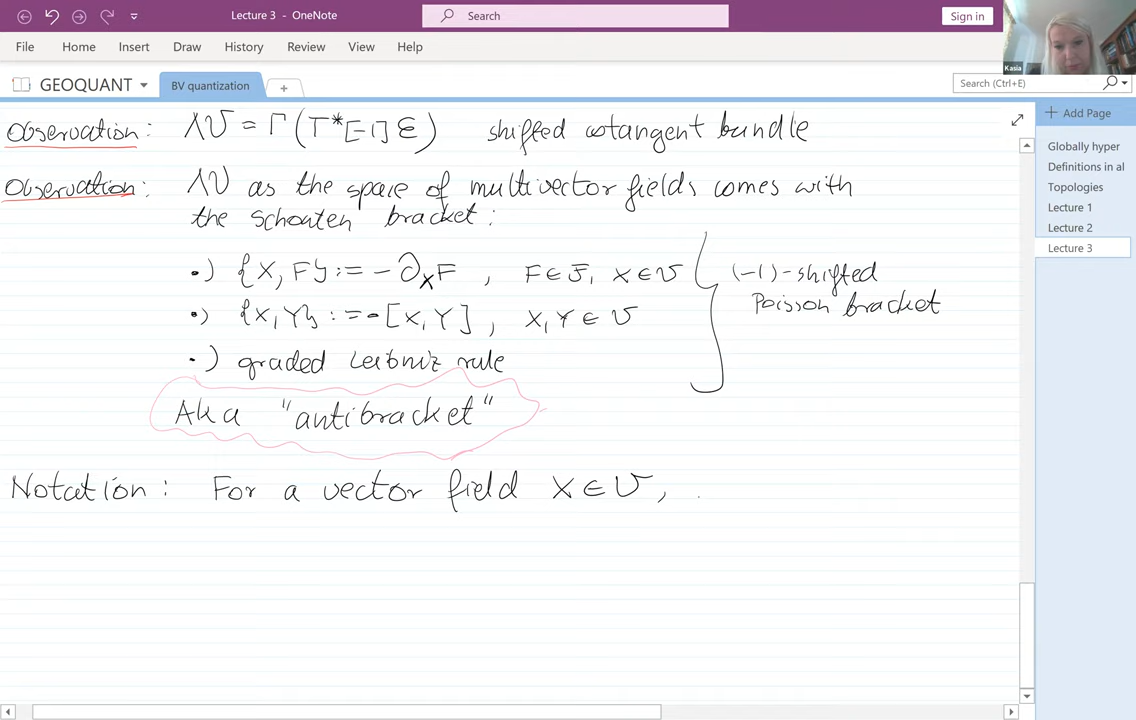 Lecture 3 - OneNote
Search
Sign in
Kasia
File Home Insert Draw History Review View Help
GEOQUANT
BV quantization
Search (Ctrl+E)
Add Page
Globally hyper
Definitions in al
Topologies
Lecture 1
Lecture 2
Lecture 3
Observation: ΛV = Γ(T*[-1]E) shifted cotangent bundle
Observation: ΛV as the space of multivector fields comes with
the Schouten bracket:
•) {X, F} := -∂_X F , F ∈ F, X ∈ V
•) {X, Y} := -[X, Y] , X, Y ∈ V
•) graded Leibniz rule
(-1)-shifted
Poisson bracket
Aka "antibracket"
Notation: For a vector field X ∈ V,